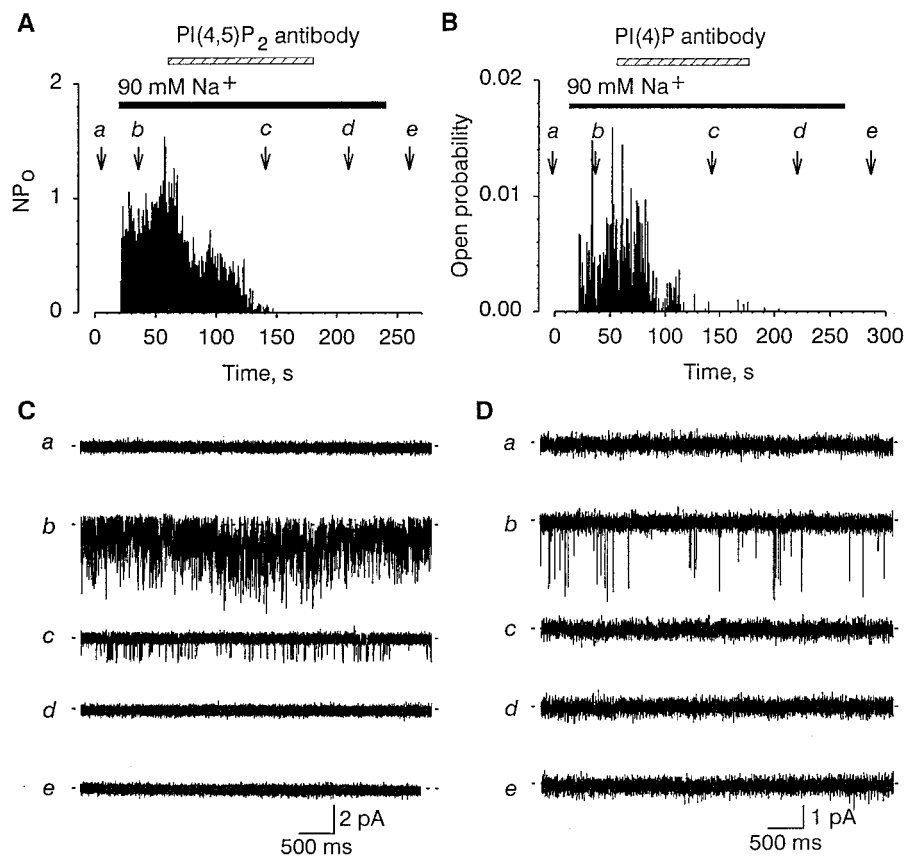 A
PI(4,5)P2 antibody
90 mM Na+
a b c d e
NPO
2
1
0
0 50 100 150 200 250
Time, s
B
PI(4)P antibody
90 mM Na+
a b c d e
Open probability
0.02
0.01
0.00
0 50 100 150 200 250 300
Time, s
C
a
b
c
d
e
2 pA
500 ms
D
a
b
c
d
e
1 pA
500 ms